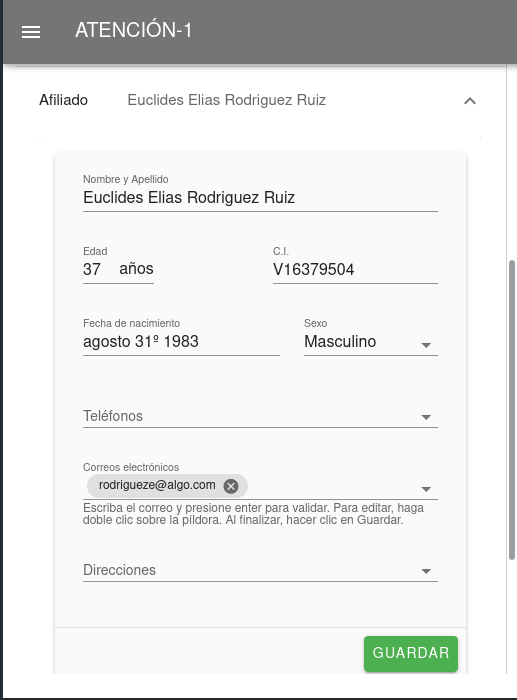 ATENCIÓN-1
Afiliado Euclides Elias Rodriguez Ruiz
Nombre y Apellido
Euclides Elias Rodriguez Ruiz
Edad C.I.
37 años V16379504
Fecha de nacimiento Sexo
agosto 31º 1983 Masculino
Teléfonos
Correos electrónicos
rodrigueze@algo.com
Escriba el correo y presione enter para validar. Para editar, haga
doble clic sobre la píldora. Al finalizar, hacer clic en Guardar.
Direcciones
GUARDAR